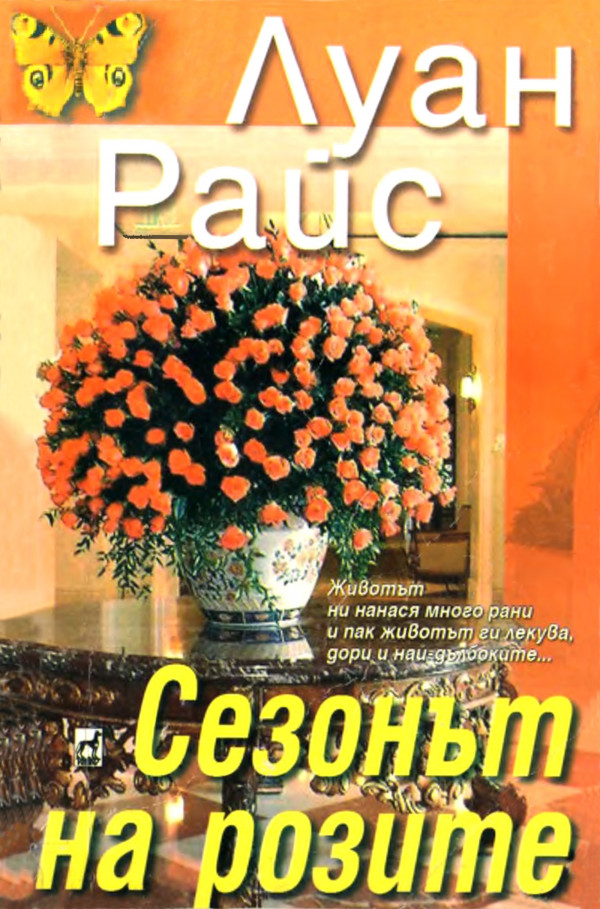 Луан
Райс
Животът
ни нанася много рани
и пак животът ги лекува,
дори и най-дълбоките...
Сезонът
на розите